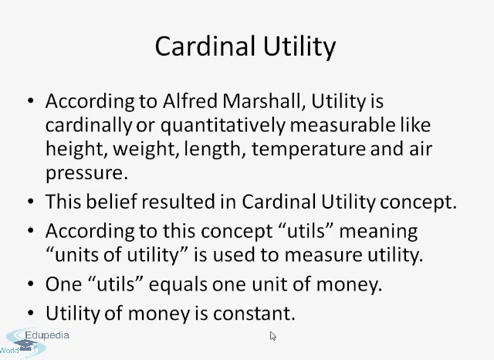 Cardinal Utility
• According to Alfred Marshall, Utility is
cardinally or quantitatively measurable like
height, weight, length, temperature and air
pressure.
• This belief resulted in Cardinal Utility concept.
• According to this concept “utils” meaning
“units of utility” is used to measure utility.
• One “utils” equals one unit of money.
• Utility of money is constant.
Edupedia
World